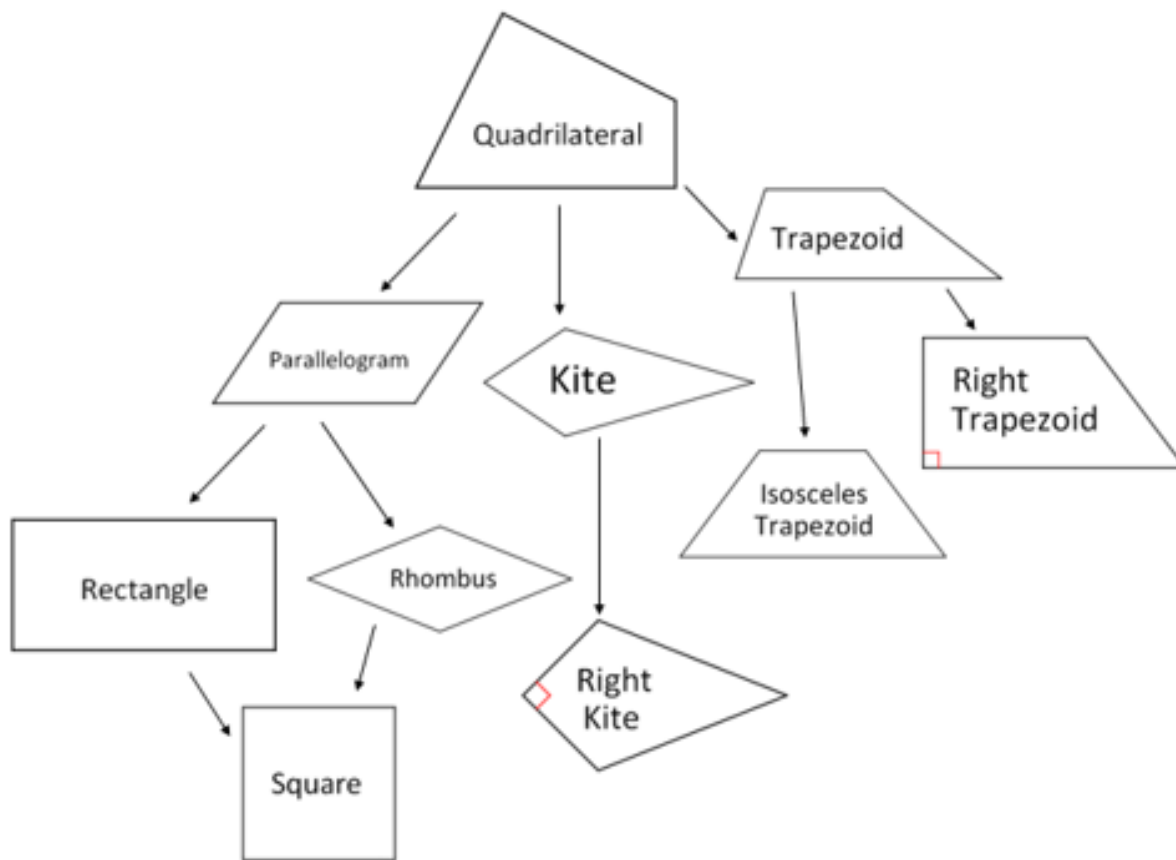 Quadrilateral
Trapezoid
Parallelogram
Kite
Right
Trapezoid
Isosceles
Trapezoid
Rectangle
Rhombus
Right
Kite
Square